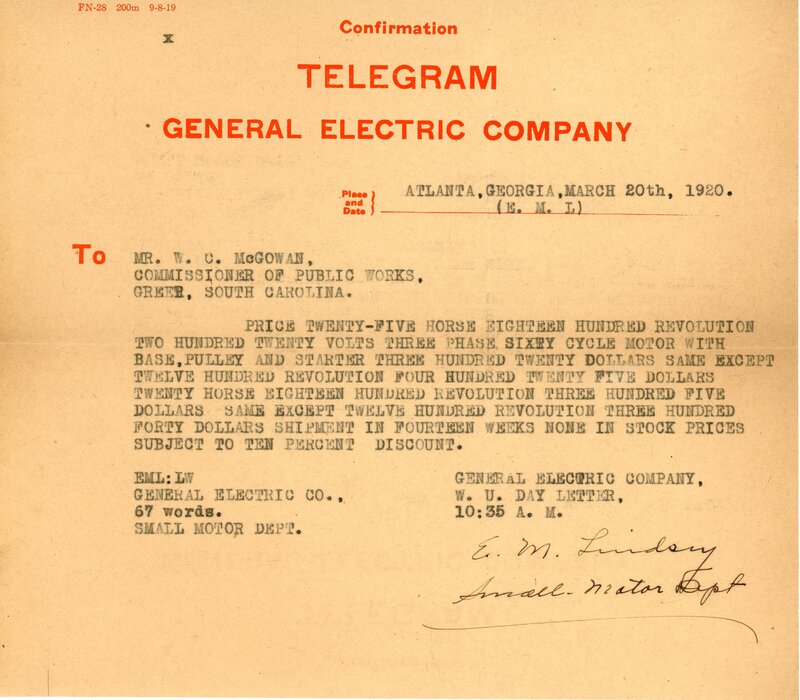 FN-28 200m 9-8-19
x
Confirmation
TELEGRAM
GENERAL ELECTRIC COMPANY
Place and Date } ATLANTA,GEORGIA,MARCH 20th, 1920.
(E. M. L)
To MR. W. C. McGOWAN,
COMMISSIONER OF PUBLIC WORKS,
GREER, SOUTH CAROLINA.
PRICE TWENTY-FIVE HORSE EIGHTEEN HUNDRED REVOLUTION
TWO HUNDRED TWENTY VOLTS THREE PHASE SIXTY CYCLE MOTOR WITH
BASE,PULLEY AND STARTER THREE HUNDRED TWENTY DOLLARS SAME EXCEPT
TWELVE HUNDRED REVOLUTION FOUR HUNDRED TWENTY FIVE DOLLARS
TWENTY HORSE EIGHTEEN HUNDRED REVOLUTION THREE HUNDRED FIVE
DOLLARS SAME EXCEPT TWELVE HUNDRED REVOLUTION THREE HUNDRED
FORTY DOLLARS SHIPMENT IN FOURTEEN WEEKS NONE IN STOCK PRICES
SUBJECT TO TEN PERCENT DISCOUNT.
EML:LW GENERAL ELECTRIC COMPANY,
GENERAL ELECTRIC CO., W. U. DAY LETTER,
67 words. 10:35 A. M.
SMALL MOTOR DEPT.
E. M. Lindsey
Small-Motor Dept